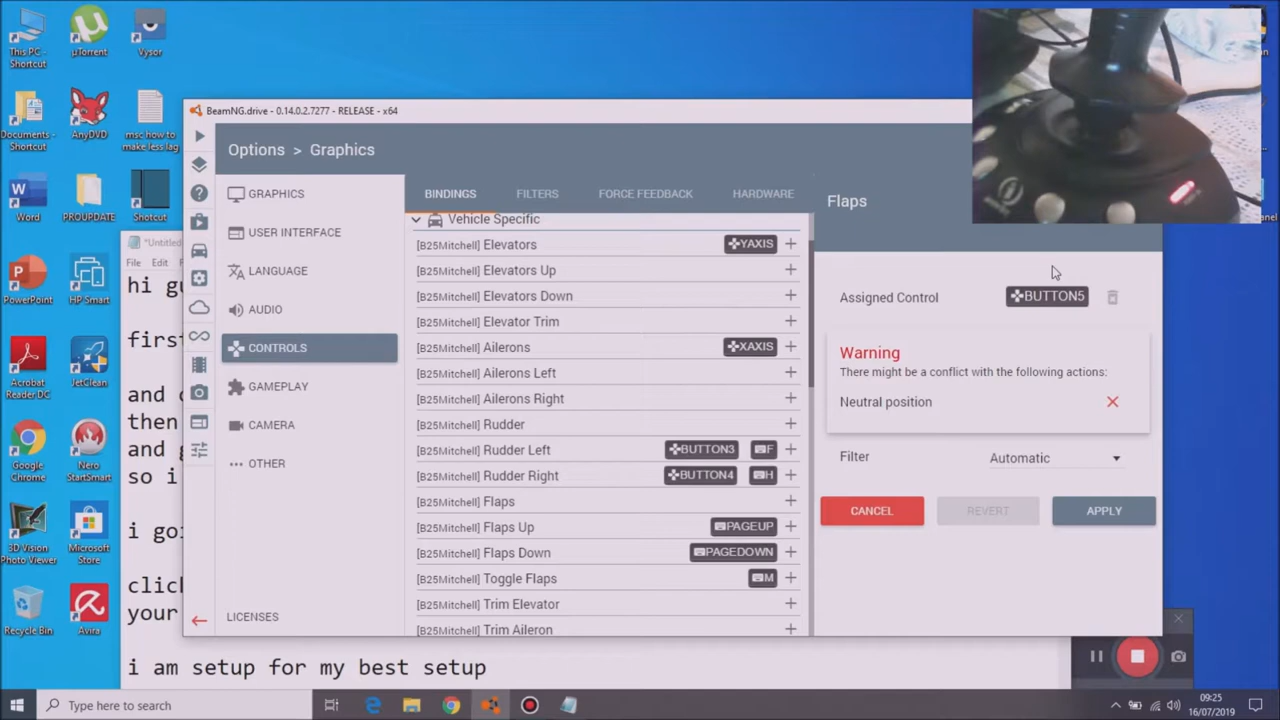 This PC - Shortcut
µTorrent
Vysor
Documents - Shortcut
AnyDVD
msc how to make less lag
Word
PROUPDATE
Shotcut
PowerPoint
HP Smart
Acrobat Reader DC
JetClean
Google Chrome
Nero StartSmart
3D Vision Photo Viewer
Microsoft Store
Recycle Bin
Avira
*Untitled
File Edit
hi gu
first
and
then
and g
so i
i goi
click
your
i am setup for my best setup
BeamNG.drive - 0.14.0.2.7277 - RELEASE - x64
Options > Graphics
GRAPHICS
USER INTERFACE
LANGUAGE
AUDIO
CONTROLS
GAMEPLAY
CAMERA
OTHER
LICENSES
BINDINGS FILTERS FORCE FEEDBACK HARDWARE
Vehicle Specific
[B25Mitchell] Elevators YAXIS +
[B25Mitchell] Elevators Up +
[B25Mitchell] Elevators Down +
[B25Mitchell] Elevator Trim +
[B25Mitchell] Ailerons XAXIS +
[B25Mitchell] Ailerons Left +
[B25Mitchell] Ailerons Right +
[B25Mitchell] Rudder +
[B25Mitchell] Rudder Left BUTTON3 F +
[B25Mitchell] Rudder Right BUTTON4 H +
[B25Mitchell] Flaps +
[B25Mitchell] Flaps Up PAGEUP +
[B25Mitchell] Flaps Down PAGEDOWN +
[B25Mitchell] Toggle Flaps M +
[B25Mitchell] Trim Elevator +
[B25Mitchell] Trim Aileron +
Flaps
Assigned Control BUTTON5
Warning
There might be a conflict with the following actions:
Neutral position
Filter Automatic
CANCEL REVERT APPLY
Type here to search
09:25
16/07/2019